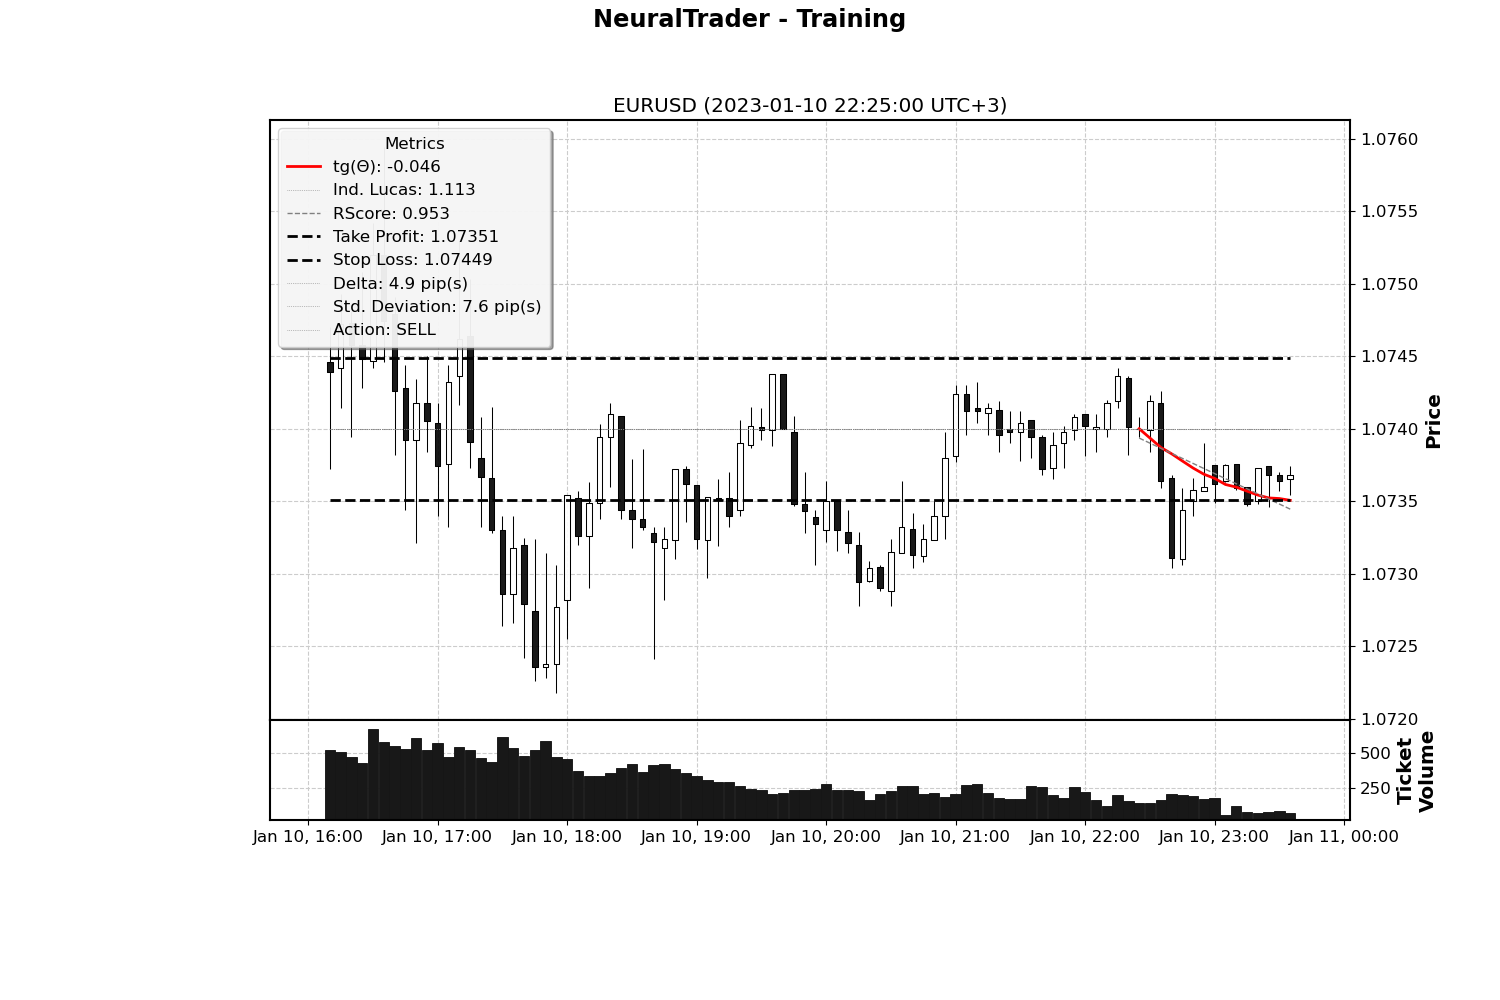 NeuralTrader - Training
EURUSD (2023-01-10 22:25:00 UTC+3)
Metrics
tg(Θ): -0.046
Ind. Lucas: 1.113
RScore: 0.953
Take Profit: 1.07351
Stop Loss: 1.07449
Delta: 4.9 pip(s)
Std. Deviation: 7.6 pip(s)
Action: SELL
1.0760
1.0755
1.0750
1.0745
1.0740
1.0735
1.0730
1.0725
1.0720
Price
500
250
Ticket
Volume
Jan 10, 16:00
Jan 10, 17:00
Jan 10, 18:00
Jan 10, 19:00
Jan 10, 20:00
Jan 10, 21:00
Jan 10, 22:00
Jan 10, 23:00
Jan 11, 00:00